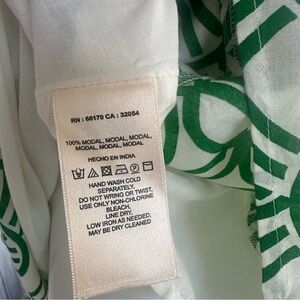 RN : 66170 CA : 32054
100% MODAL, MODAL, MODAL,
MODAL, MODAL, MODAL
HECHO EN INDIA
HAND WASH COLD
SEPARATELY.
DO NOT WRING OR TWIST,
USE ONLY NON-CHLORINE
BLEACH,
LINE DRY.
LOW IRON AS NEEDED,
MAY BE DRY CLEANED